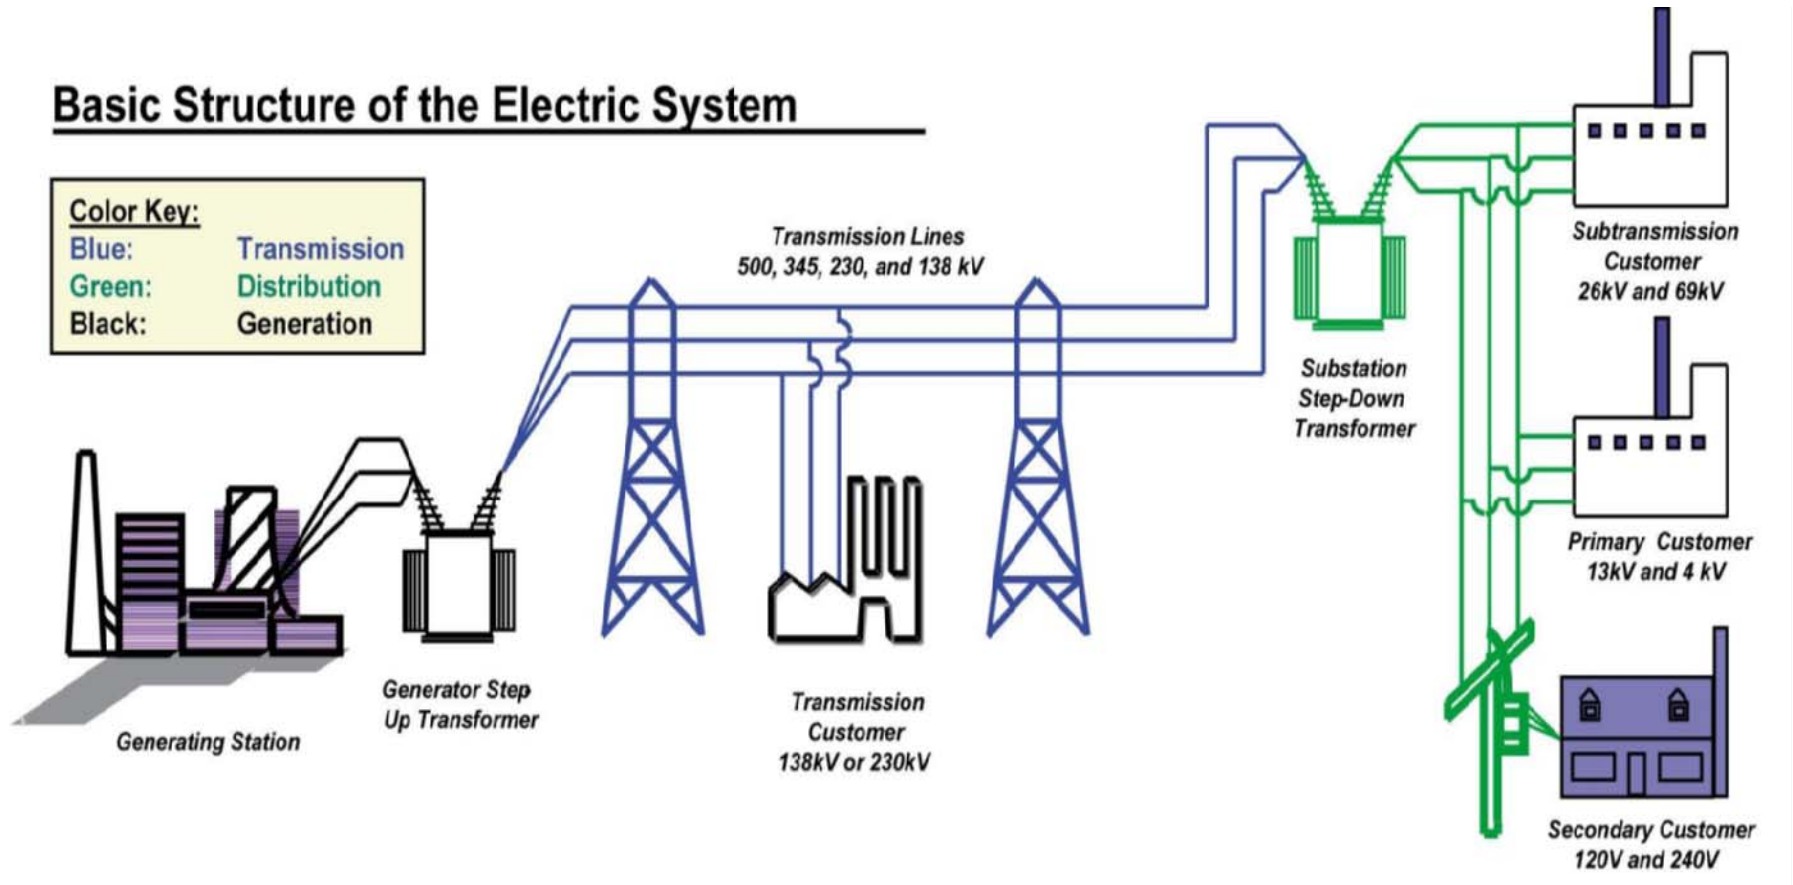 Basic Structure of the Electric System
Color Key:
Blue: Transmission
Green: Distribution
Black: Generation
Transmission Lines
500, 345, 230, and 138 kV
Subtransmission
Customer
26kV and 69kV
Substation
Step-Down
Transformer
Primary Customer
13kV and 4 kV
Generator Step
Up Transformer
Transmission
Customer
138kV or 230kV
Generating Station
Secondary Customer
120V and 240V